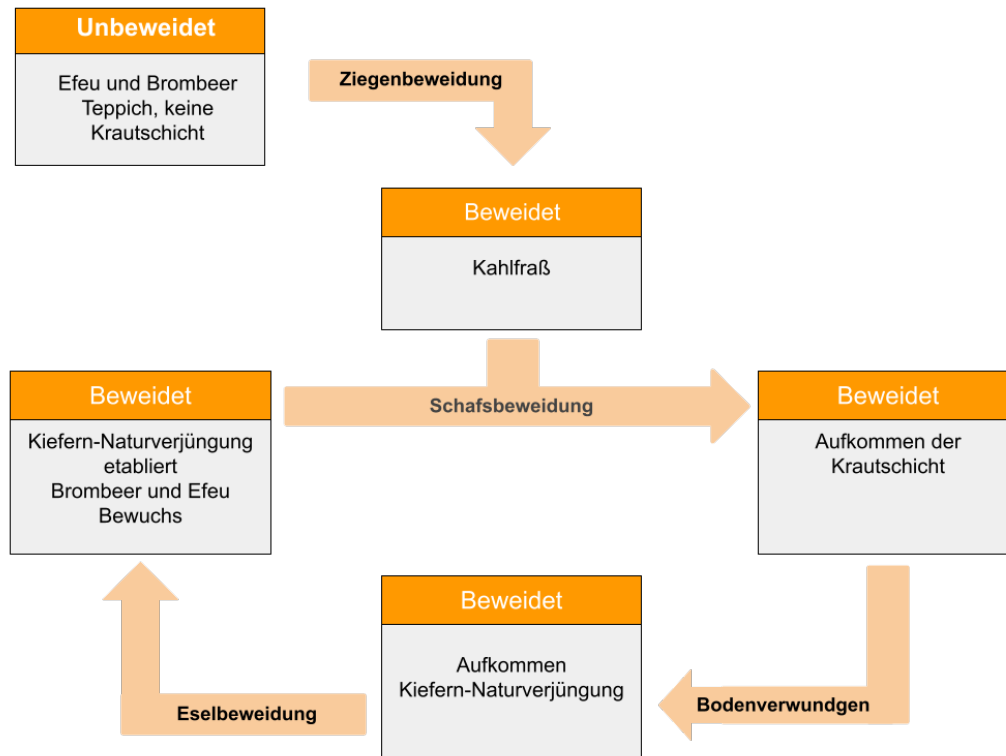 Unbeweidet
Efeu und Brombeer
Teppich, keine
Krautschicht
Ziegenbeweidung
Beweidet
Kahlfraß
Beweidet
Kiefern-Naturverjüngung
etabliert
Brombeer und Efeu
Bewuchs
Schafsbeweidung
Beweidet
Aufkommen der
Krautschicht
Beweidet
Aufkommen
Kiefern-Naturverjüngung
Eselbeweidung
Bodenverwundgen